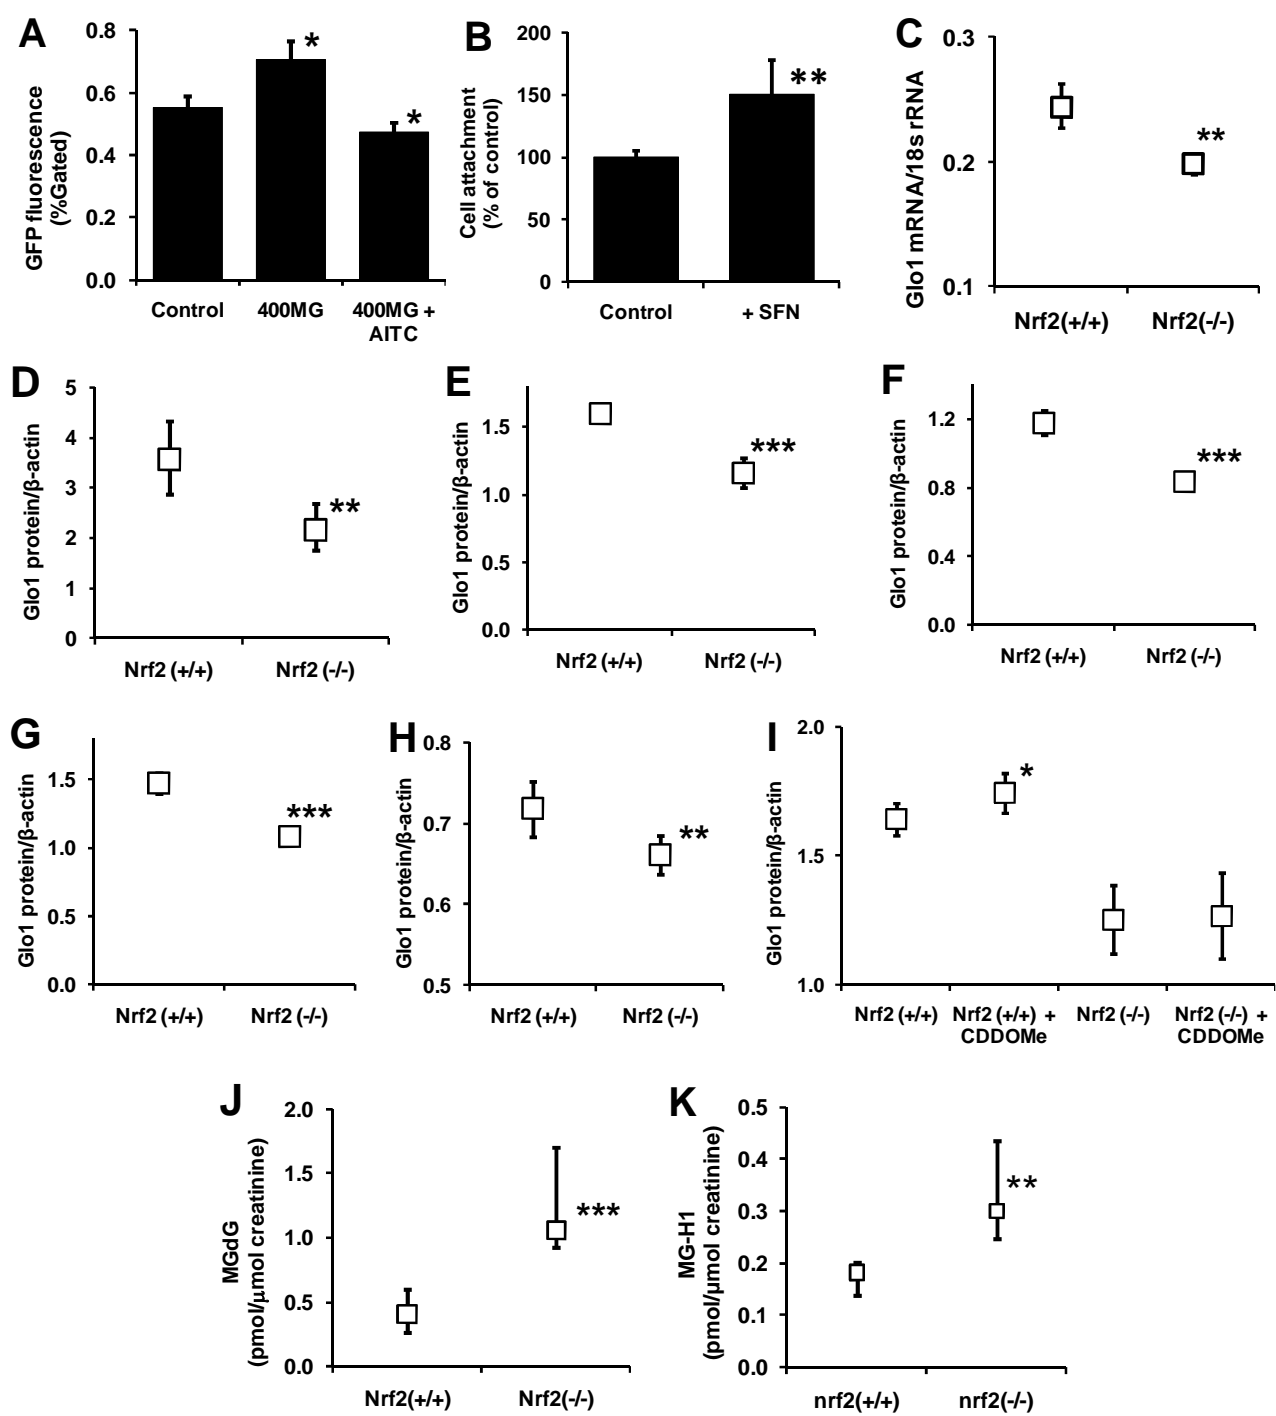 A
GFP fluorescence
(%Gated)
0.8
0.6
0.4
0.2
0.0
*
*
Control
400MG
400MG +
AITC
B
Cell attachment
(% of control)
200
150
100
50
0
**
Control
+ SFN
C
Glo1 mRNA/18s rRNA
0.3
0.2
0.1
**
Nrf2(+/+)
Nrf2(-/-)
D
Glo1 protein/β-actin
5
4
3
2
1
0
**
Nrf2 (+/+)
Nrf2 (-/-)
E
Glo1 protein/β-actin
1.5
1.0
0.5
0.0
***
Nrf2 (+/+)
Nrf2 (-/-)
F
Glo1 protein/β-actin
1.2
0.8
0.4
0.0
***
Nrf2 (+/+)
Nrf2 (-/-)
G
Glo1 protein/β-actin
1.5
1.0
0.5
0.0
***
Nrf2 (+/+)
Nrf2 (-/-)
H
Glo1 protein/β-actin
0.8
0.7
0.6
0.5
**
Nrf2 (+/+)
Nrf2 (-/-)
I
Glo1 protein/β-actin
2.0
1.5
1.0
*
Nrf2 (+/+)
Nrf2 (+/+) +
CDDOMe
Nrf2 (-/-)
Nrf2 (-/-) +
CDDOMe
J
MGdG
(pmol/μmol creatinine)
2.0
1.5
1.0
0.5
0.0
***
Nrf2(+/+)
Nrf2(-/-)
K
MG-H1
(pmol/μmol creatinine)
0.5
0.4
0.3
0.2
0.1
0.0
**
nrf2(+/+)
nrf2(-/-)